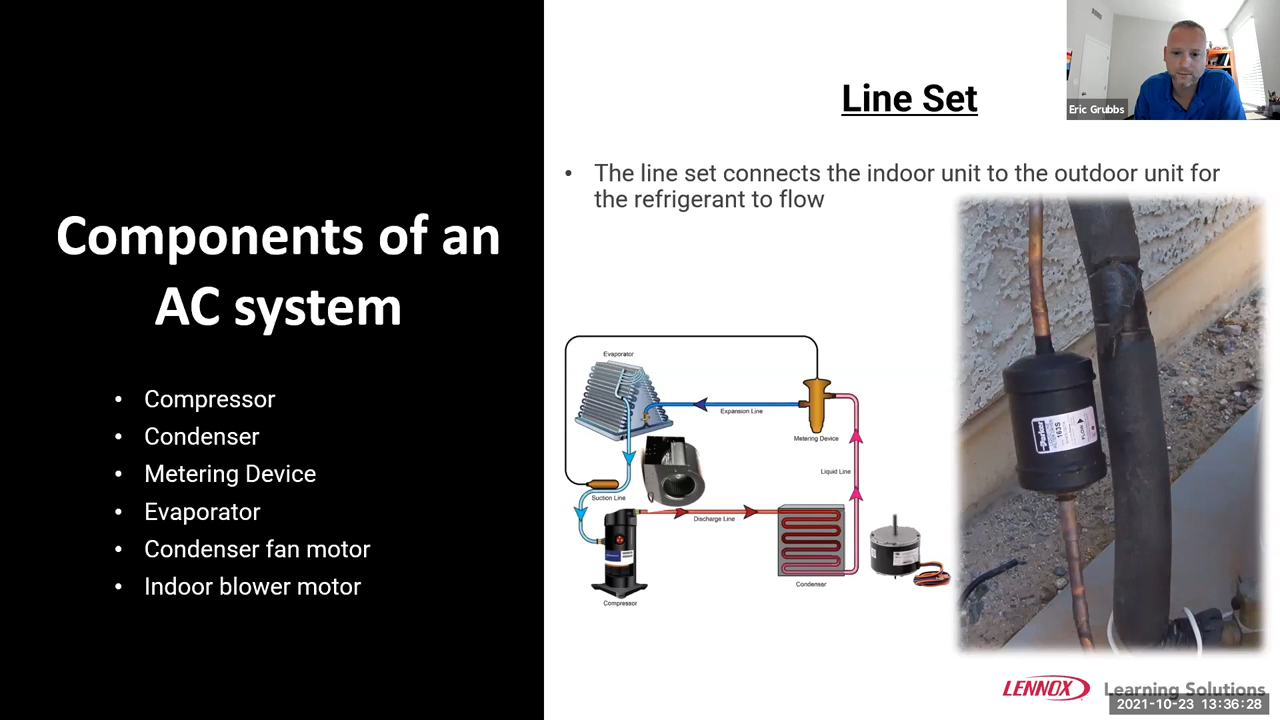 Components of an
AC system
• Compressor
• Condenser
• Metering Device
• Evaporator
• Condenser fan motor
• Indoor blower motor
Line Set
• The line set connects the indoor unit to the outdoor unit for
the refrigerant to flow
Evaporator
Expansion Line
Metering Device
Liquid Line
Suction Line
Discharge Line
Condenser
Compressor
Parker
163S
FLOW
Eric Grubbs
LENNOX Learning Solutions
2021-10-23 13:36:28